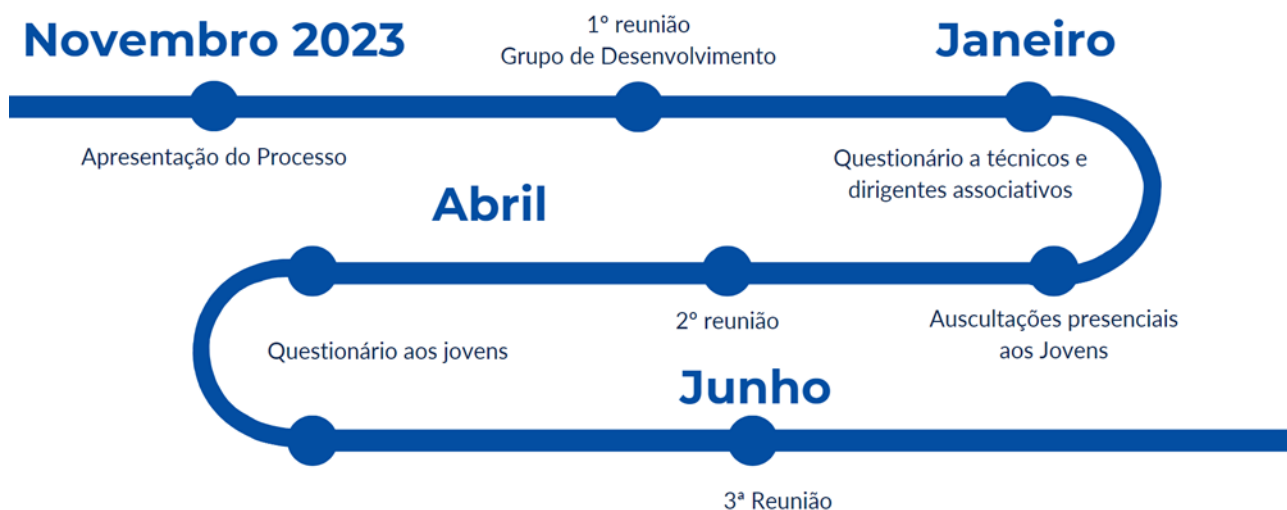 Novembro 2023
1º reunião
Grupo de Desenvolvimento
Janeiro
Apresentação do Processo
Questionário a técnicos e
dirigentes associativos
Abril
2º reunião
Auscultações presenciais
aos Jovens
Questionário aos jovens
Junho
3ª Reunião